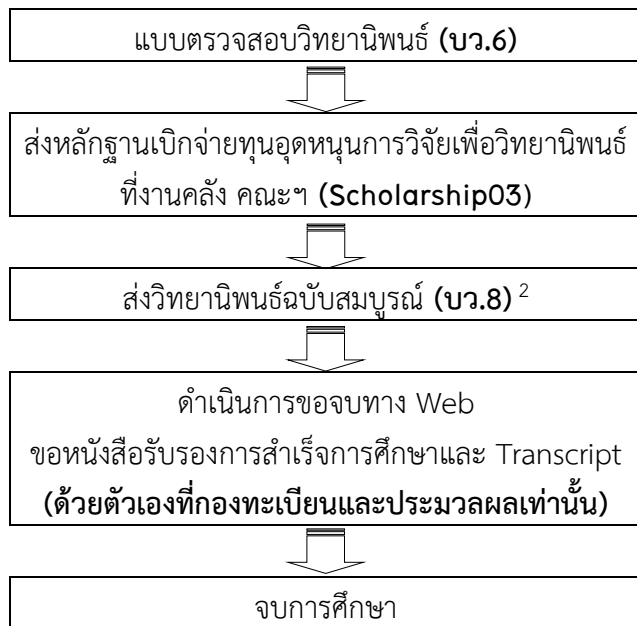 แบบตรวจสอบวิทยานิพนธ์ (บว.6)
ส่งหลักฐานเบิกจ่ายทุนอุดหนุนการวิจัยเพื่อวิทยานิพนธ์
ที่งานคลัง คณะฯ (Scholarship03)
ส่งวิทยานิพนธ์ฉบับสมบูรณ์ (บว.8) 2
ดำเนินการขอจบทาง Web
ขอหนังสือรับรองการสำเร็จการศึกษาและ Transcript
(ด้วยตัวเองที่กองทะเบียนและประมวลผลเท่านั้น)
จบการศึกษา